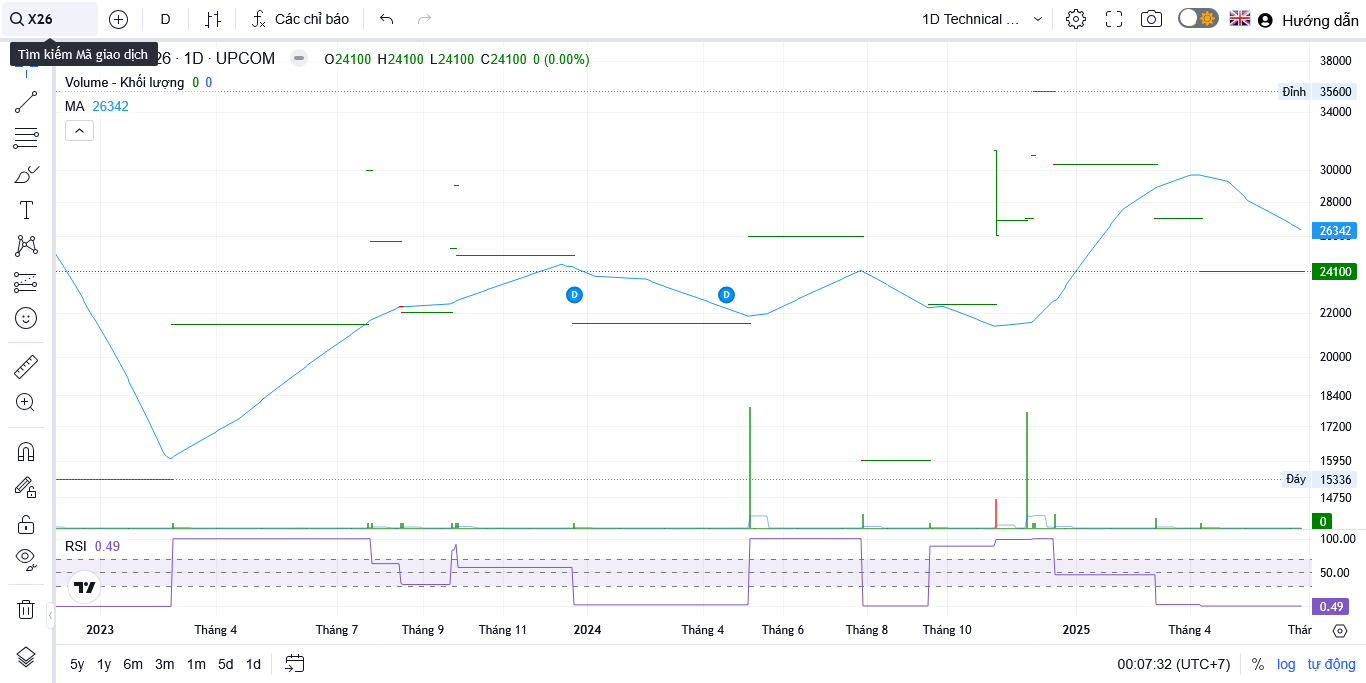 X26 D Các chỉ báo 1D Technical ... Hướng dẫn
Tìm kiếm Mã giao dịch
26 · 1D · UPCOM O24100 H24100 L24100 C24100 0 (0.00%)
Volume - Khối lượng 0 0
MA 26342
38000
Đỉnh 35600
34000
30000
28000
26342
24100
D D
22000
20000
18400
17200
15950
Đáy 15336
14750
0
RSI 0.49
100.00
50.00
0.49
2023 Tháng 4 Tháng 7 Tháng 9 Tháng 11 2024 Tháng 4 Tháng 6 Tháng 8 Tháng 10 2025 Tháng 4 Thár
5y 1y 6m 3m 1m 5d 1d 00:07:32 (UTC+7) % log tự động